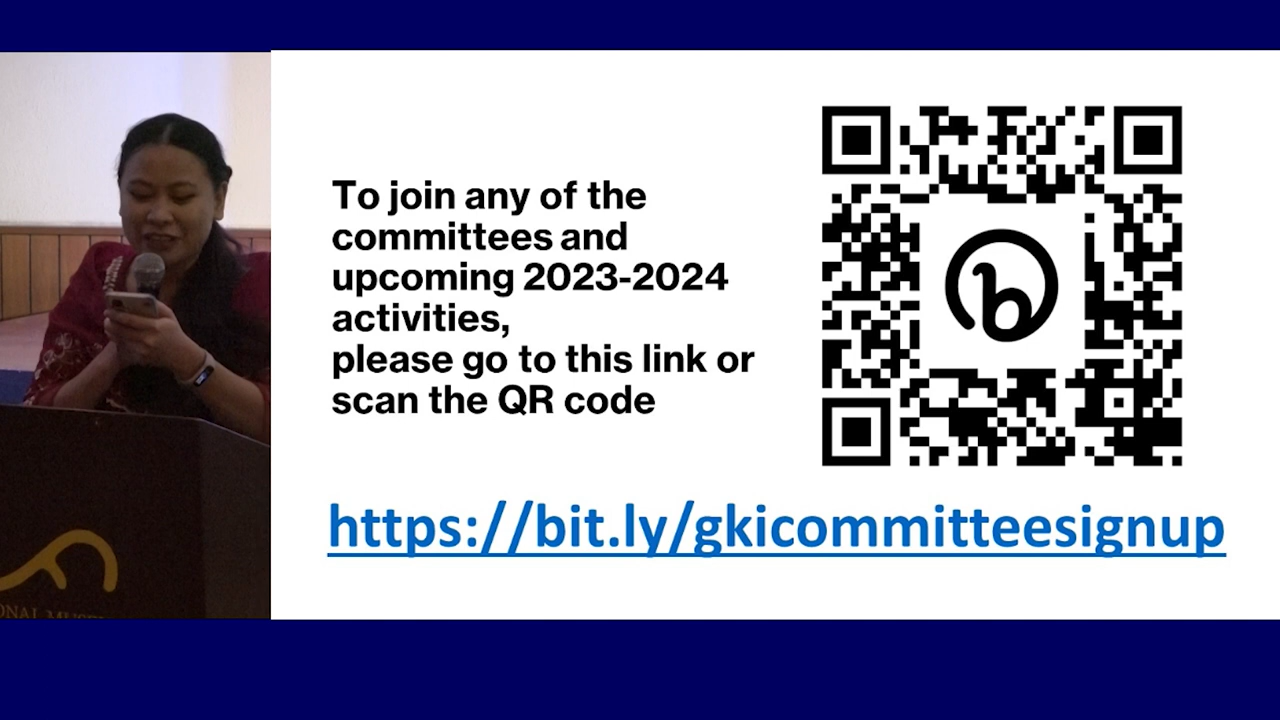 To join any of the
committees and
upcoming 2023-2024
activities,
please go to this link or
scan the QR code
https://bit.ly/gkicommitteesignup